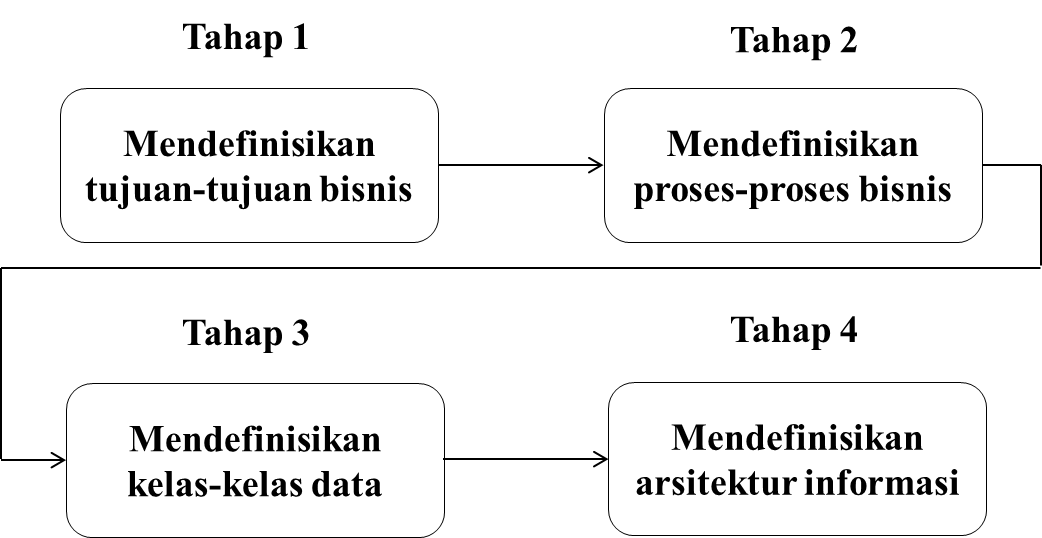 Tahap 1
Tahap 2
Mendefinisikan
tujuan-tujuan bisnis
Mendefinisikan
proses-proses bisnis
Tahap 3
Tahap 4
Mendefinisikan
kelas-kelas data
Mendefinisikan
arsitektur informasi